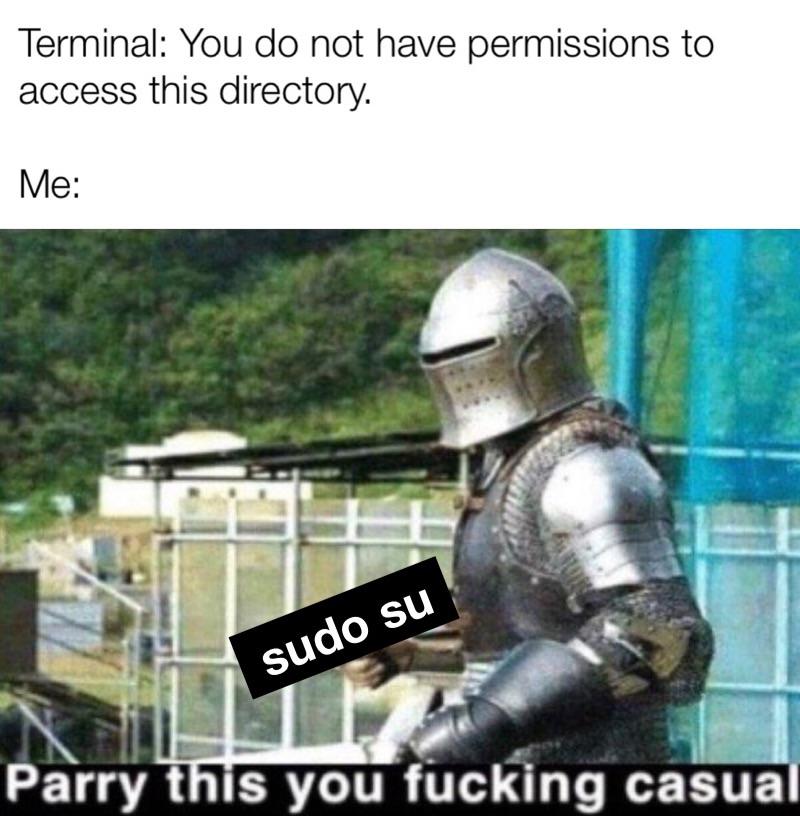 Terminal: You do not have permissions to
access this directory.
Me:
sudo su
Parry this you fucking casual